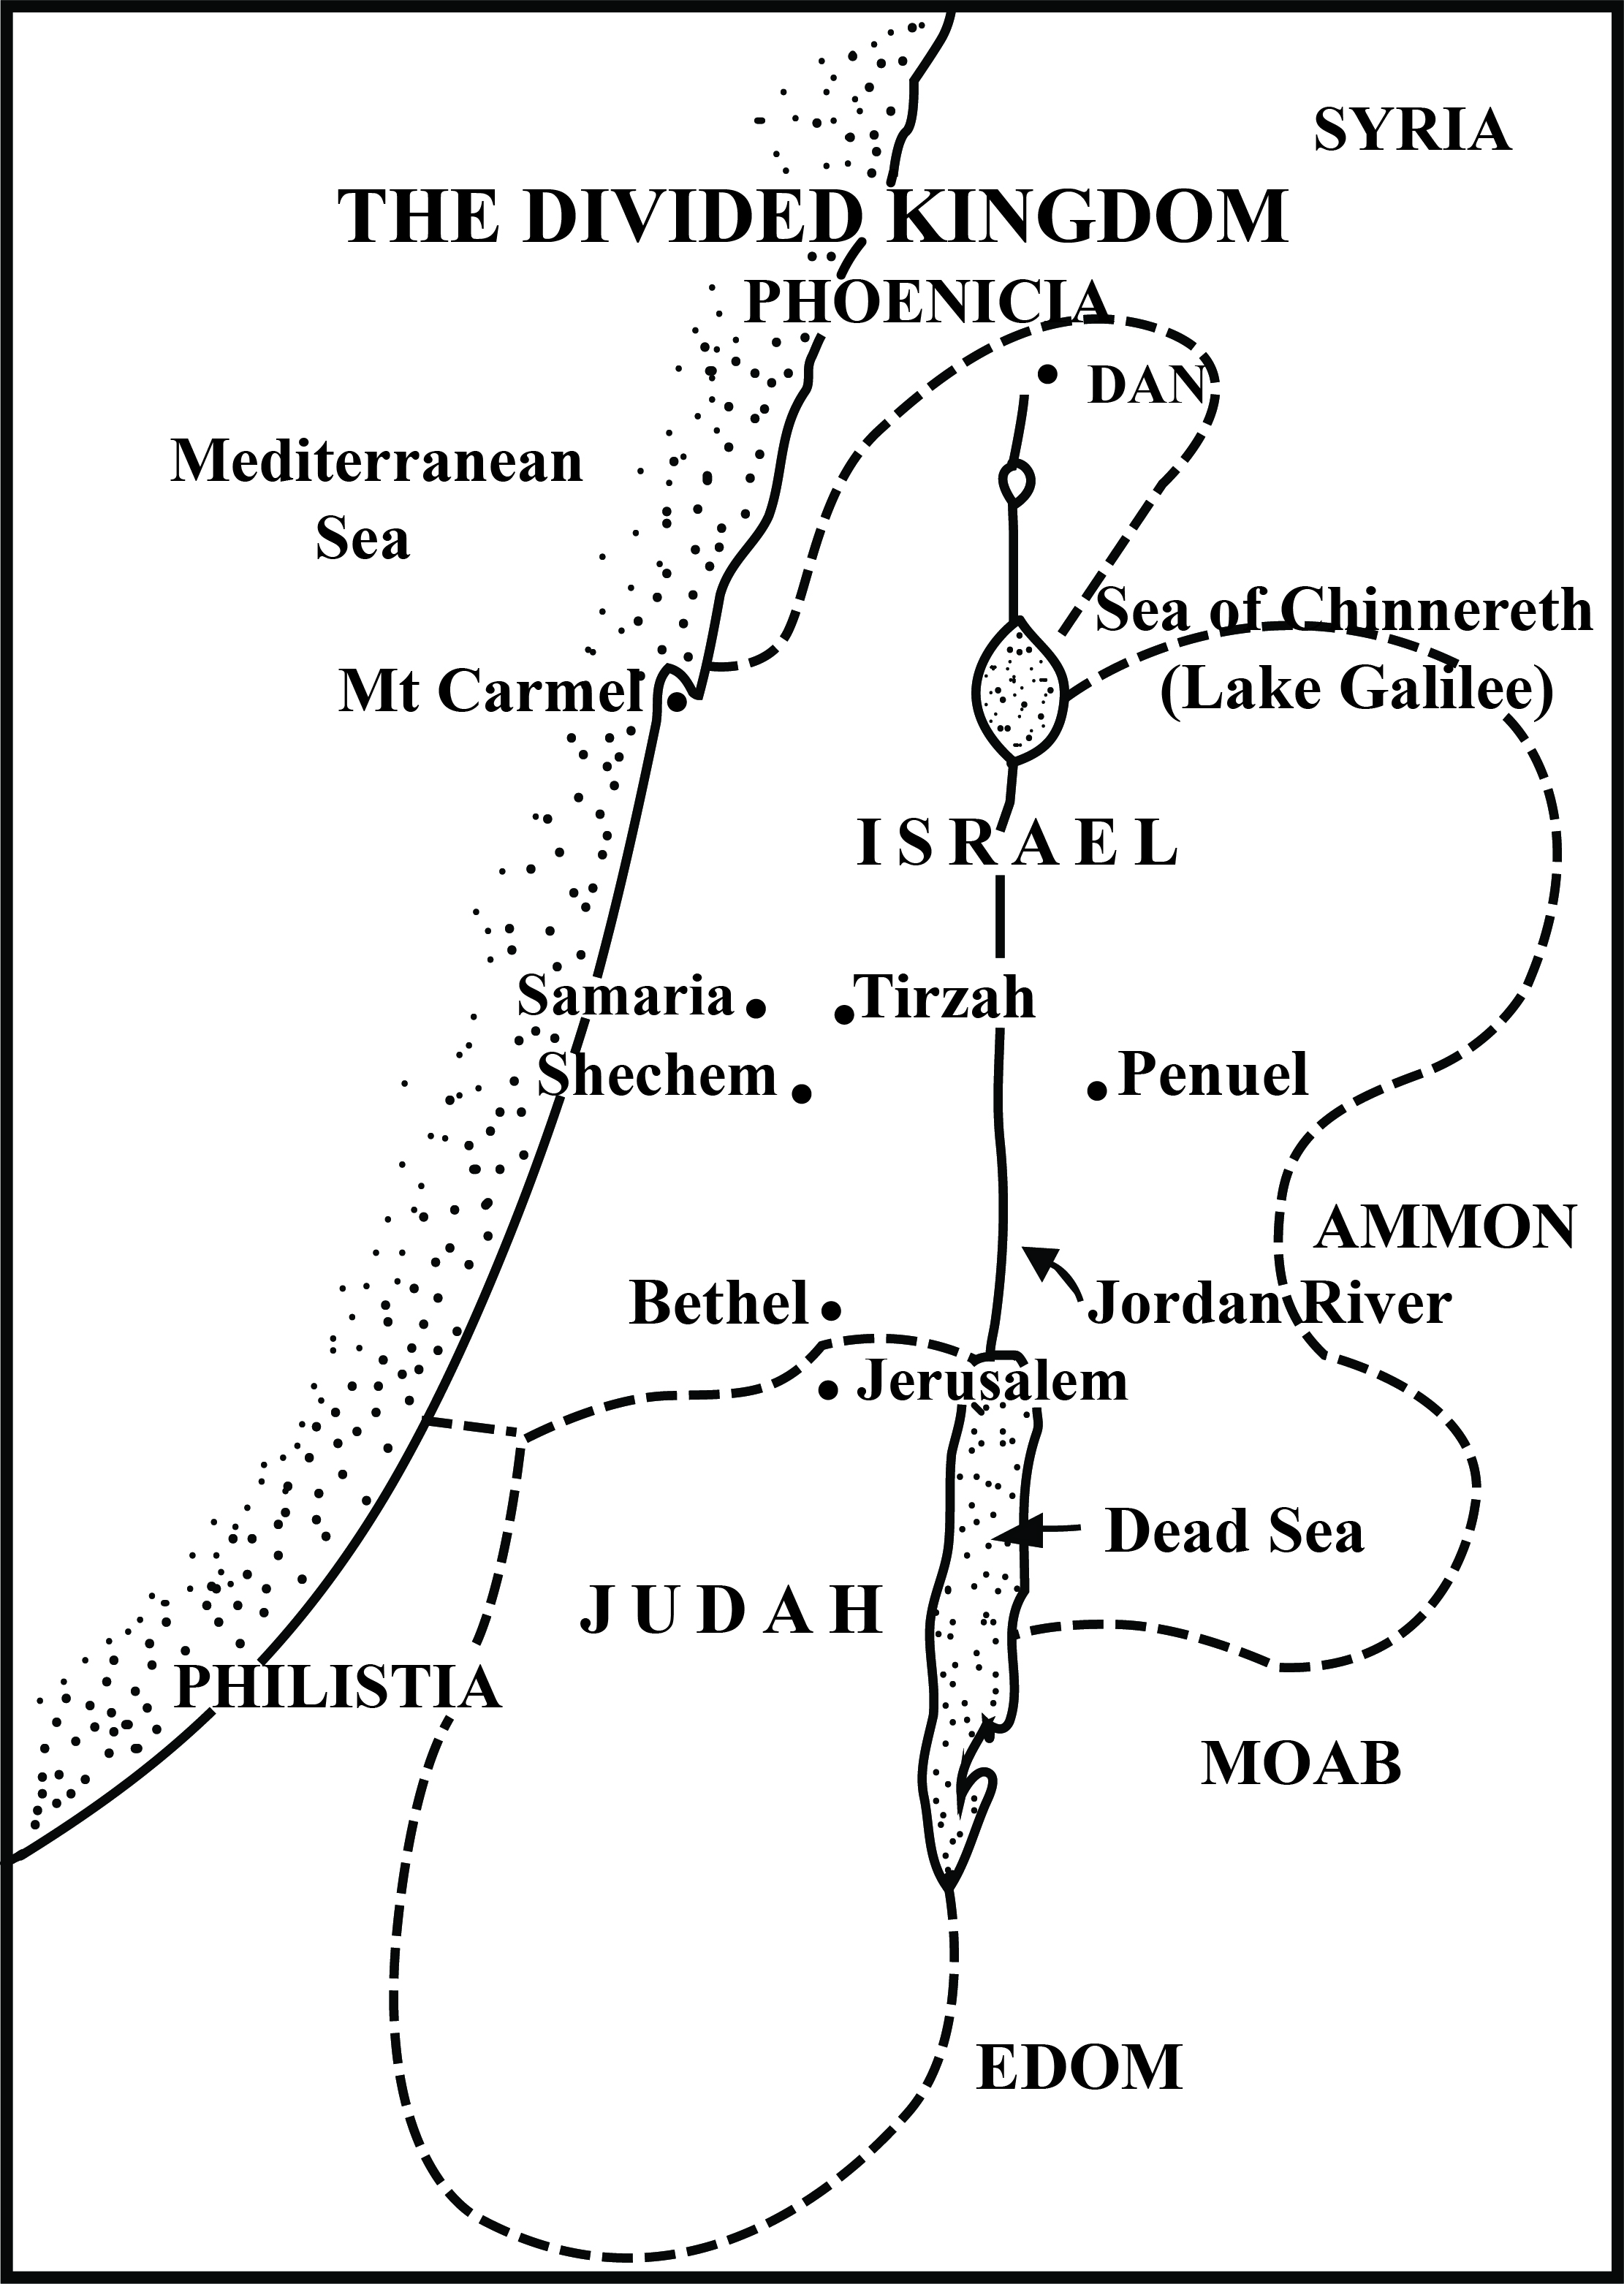 SYRIA
THE DIVIDED KINGDOM
PHOENICIA
DAN
Mediterranean
Sea
Sea of Chinnereth
(Lake Galilee)
Mt Carmel
ISRAEL
Samaria
Tirzah
Shechem
Penuel
AMMON
Bethel
Jordan River
Jerusalem
Dead Sea
JUDAH
PHILISTIA
MOAB
EDOM